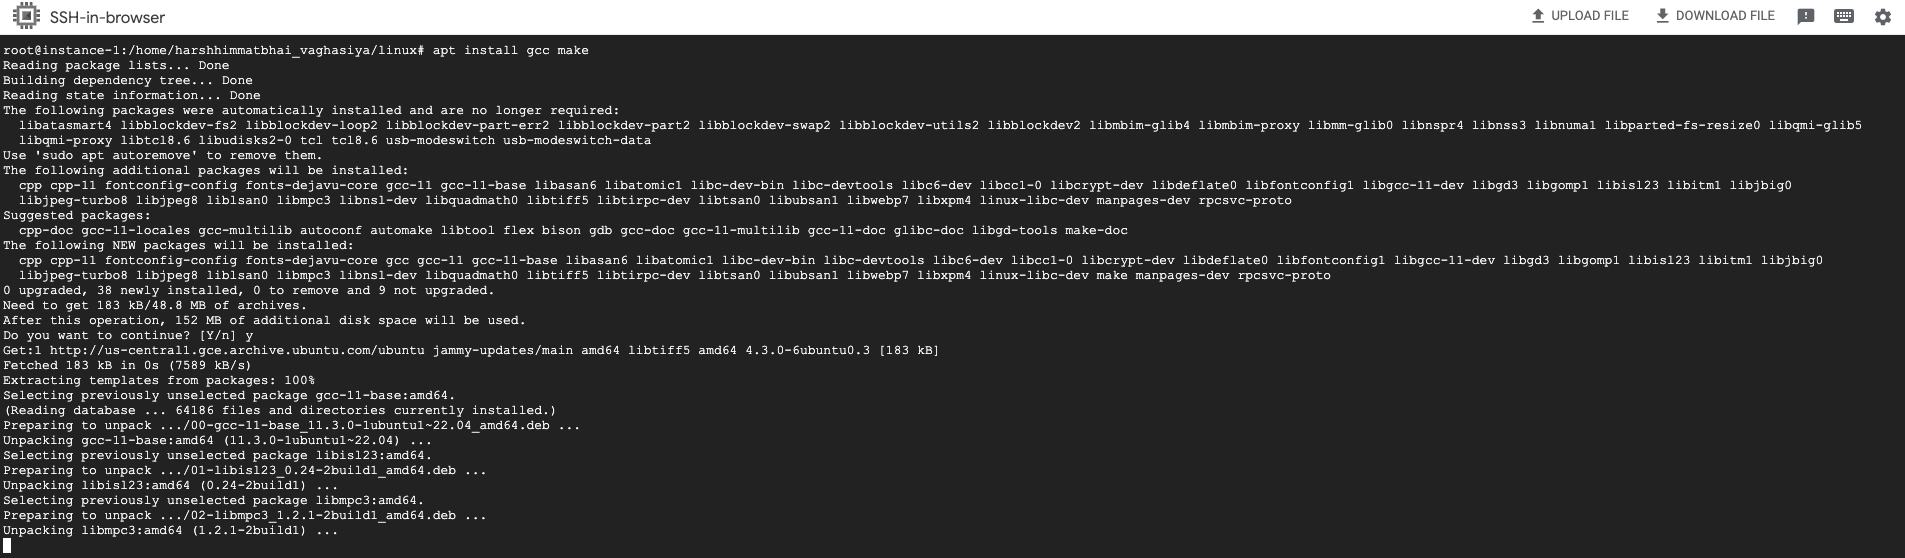 SSH-in-browser
UPLOAD FILE
DOWNLOAD FILE
root@instance-1:/home/harshhimmatbhai_vaghasiya/linux# apt install gcc make
Reading package lists... Done
Building dependency tree... Done
Reading state information... Done
The following packages were automatically installed and are no longer required:
  libatasmart4 libblockdev-fs2 libblockdev-loop2 libblockdev-part-err2 libblockdev-part2 libblockdev-swap2 libblockdev-utils2 libblockdev2 libmbim-glib4 libmbim-proxy libmm-glib0 libnspr4 libnss3 libnuma1 libparted-fs-resize0 libqmi-glib5
  libqmi-proxy libtcl8.6 libudisks2-0 tcl tcl8.6 usb-modeswitch usb-modeswitch-data
Use 'sudo apt autoremove' to remove them.
The following additional packages will be installed:
  cpp cpp-11 fontconfig-config fonts-dejavu-core gcc-11 gcc-11-base libasan6 libatomic1 libc-dev-bin libc-devtools libc6-dev libcc1-0 libcrypt-dev libdeflate0 libfontconfig1 libgcc-11-dev libgd3 libgomp1 libisl23 libitm1 libjbig0
  libjpeg-turbo8 libjpeg8 liblsan0 libmpc3 libnsl-dev libquadmath0 libtiff5 libtirpc-dev libtsan0 libubsan1 libwebp7 libxpm4 linux-libc-dev manpages-dev rpcsvc-proto
Suggested packages:
  cpp-doc gcc-11-locales gcc-multilib autoconf automake libtool flex bison gdb gcc-doc gcc-11-multilib gcc-11-doc glibc-doc libgd-tools make-doc
The following NEW packages will be installed:
  cpp cpp-11 fontconfig-config fonts-dejavu-core gcc gcc-11 gcc-11-base libasan6 libatomic1 libc-dev-bin libc-devtools libc6-dev libcc1-0 libcrypt-dev libdeflate0 libfontconfig1 libgcc-11-dev libgd3 libgomp1 libisl23 libitm1 libjbig0
  libjpeg-turbo8 libjpeg8 liblsan0 libmpc3 libnsl-dev libquadmath0 libtiff5 libtirpc-dev libtsan0 libubsan1 libwebp7 libxpm4 linux-libc-dev make manpages-dev rpcsvc-proto
0 upgraded, 38 newly installed, 0 to remove and 9 not upgraded.
Need to get 183 kB/48.8 MB of archives.
After this operation, 152 MB of additional disk space will be used.
Do you want to continue? [Y/n] y
Get:1 http://us-central1.gce.archive.ubuntu.com/ubuntu jammy-updates/main amd64 libtiff5 amd64 4.3.0-6ubuntu0.3 [183 kB]
Fetched 183 kB in 0s (7589 kB/s)
Extracting templates from packages: 100%
Selecting previously unselected package gcc-11-base:amd64.
(Reading database ... 64186 files and directories currently installed.)
Preparing to unpack .../00-gcc-11-base_11.3.0-1ubuntu1~22.04_amd64.deb ...
Unpacking gcc-11-base:amd64 (11.3.0-1ubuntu1~22.04) ...
Selecting previously unselected package libisl23:amd64.
Preparing to unpack .../01-libisl23_0.24-2build1_amd64.deb ...
Unpacking libisl23:amd64 (0.24-2build1) ...
Selecting previously unselected package libmpc3:amd64.
Preparing to unpack .../02-libmpc3_1.2.1-2build1_amd64.deb ...
Unpacking libmpc3:amd64 (1.2.1-2build1) ...